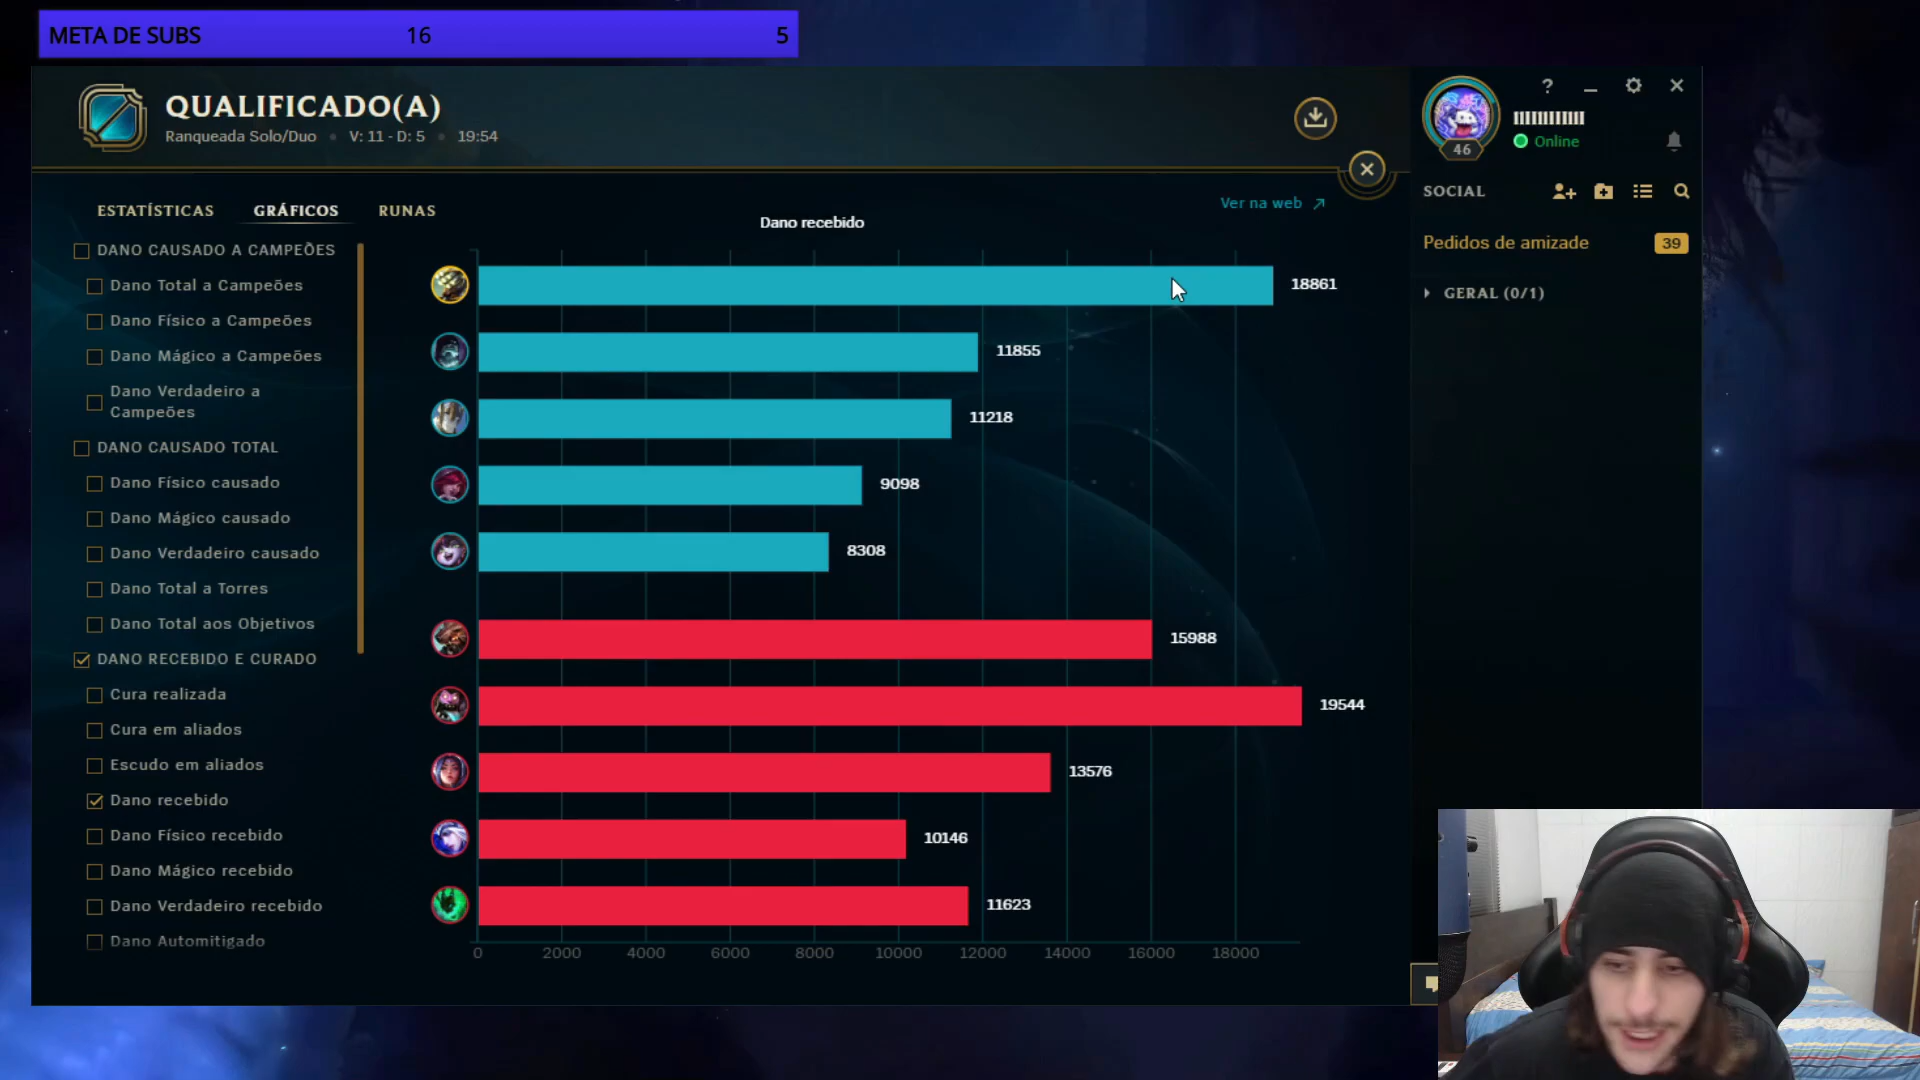 META DE SUBS 16 5
QUALIFICADO(A)
Ranqueada Solo/Duo • V: 11 - D: 5 • 19:54
ESTATÍSTICAS GRÁFICOS RUNAS
Ver na web
Dano recebido
DANO CAUSADO A CAMPEÕES
Dano Total a Campeões
Dano Físico a Campeões
Dano Mágico a Campeões
Dano Verdadeiro a
Campeões
DANO CAUSADO TOTAL
Dano Físico causado
Dano Mágico causado
Dano Verdadeiro causado
Dano Total a Torres
Dano Total aos Objetivos
DANO RECEBIDO E CURADO
Cura realizada
Cura em aliados
Escudo em aliados
Dano recebido
Dano Físico recebido
Dano Mágico recebido
Dano Verdadeiro recebido
Dano Automitigado
18861
11855
11218
9098
8308
15988
19544
13576
10146
11623
0 2000 4000 6000 8000 10000 12000 14000 16000 18000
?
46
Online
SOCIAL
Pedidos de amizade 39
GERAL (0/1)